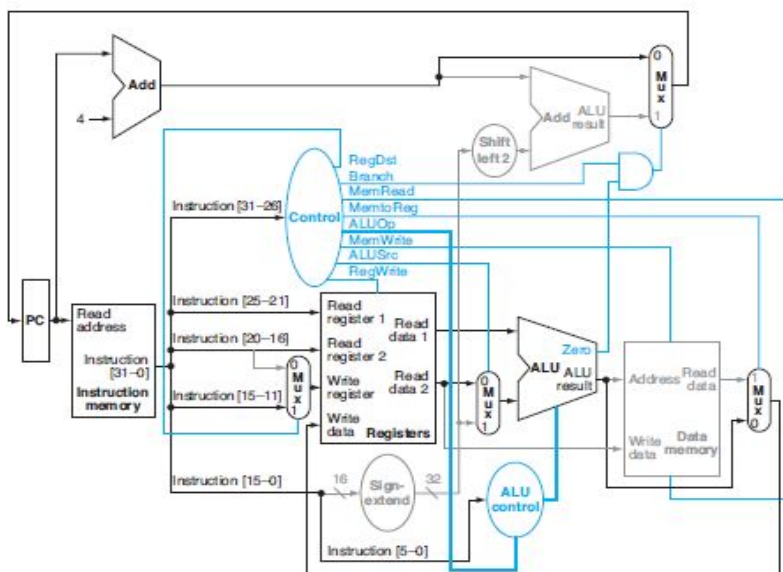 0
M
u
x
1
Add
4
Add ALU
result
Shift
left 2
RegDst
Branch
MemRead
MemtoReg
ALUOp
MemWrite
ALUSrc
RegWrite
Control
Instruction [31–26]
Instruction [25–21]
Instruction [20–16]
Instruction [15–11]
Instruction [15–0]
Instruction [5–0]
PC
Read
address
Instruction
[31–0]
Instruction
memory
0
M
u
x
1
Read
register 1
Read
register 2
Write
register
Write
data
Read
data 1
Read
data 2
Registers
0
M
u
x
1
Zero
ALU ALU
result
Address
Read
data
Write
data
Data
memory
1
M
u
x
0
16
Sign-
extend
32
ALU
control